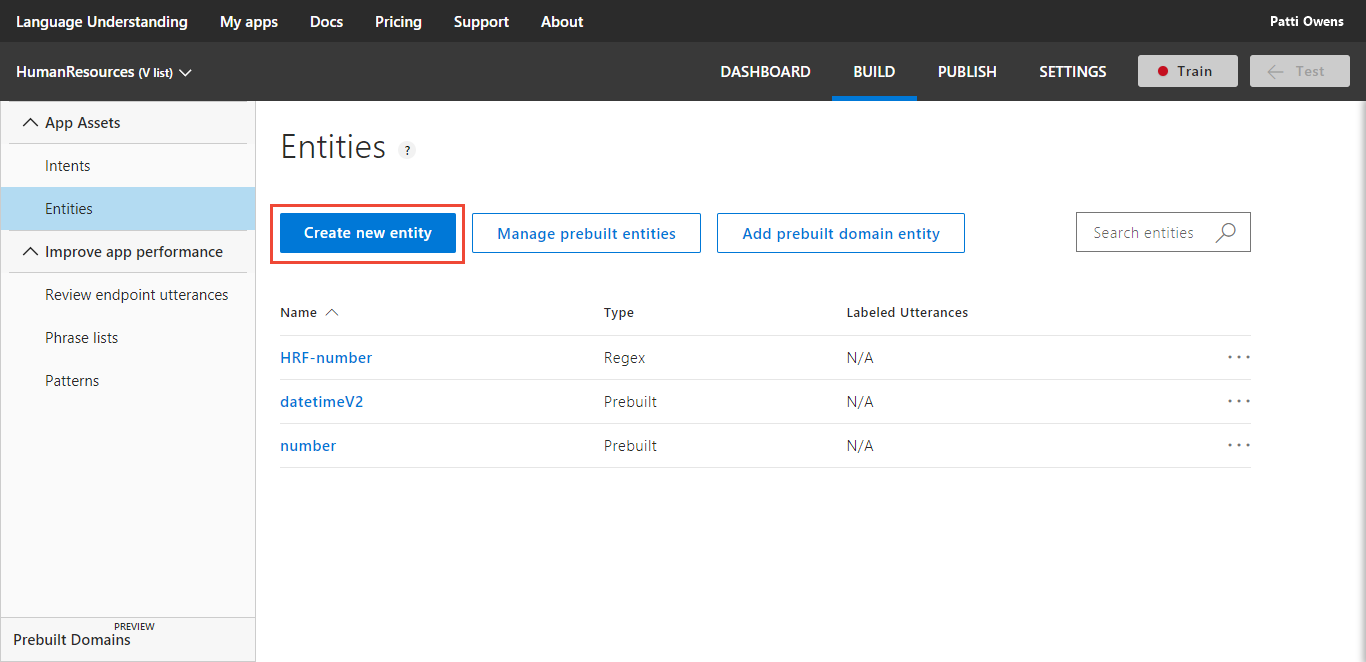 Language Understanding My apps Docs Pricing Support About Patti Owens
HumanResources (V list) DASHBOARD BUILD PUBLISH SETTINGS Train Test
App Assets
Intents
Entities
Improve app performance
Review endpoint utterances
Phrase lists
Patterns
PREVIEW
Prebuilt Domains
Entities ?
Create new entity Manage prebuilt entities Add prebuilt domain entity Search entities
Name Type Labeled Utterances
HRF-number Regex N/A ...
datetimeV2 Prebuilt N/A ...
number Prebuilt N/A ...